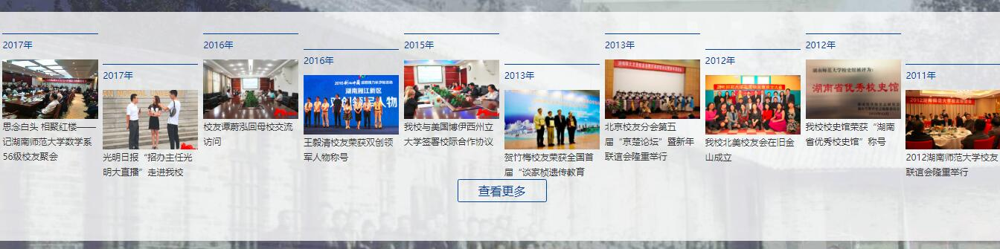 2017年
思念白头 相聚红楼——
记湖南师范大学数学系
56级校友聚会
2017年
光明日报“招办主任光
明大直播”走进我校
2016年
校友谭蔚泓回母校交流
访问
2016年
湖南湘江新区
双创领军人物
王毅清校友荣获双创领
军人物称号
2015年
我校与美国博伊西州立
大学签署校际合作协议
2013年
贺竹梅校友荣获全国首
届“谈家桢遗传教育
2013年
北京校友分会第五
届“京楚论坛”暨新年
联谊会隆重举行
2012年
我校北美校友会在旧金
山成立
2012年
湖南师范大学校史馆被评为:
湖南省优秀校史馆
我校校史馆荣获“湖南
省优秀校史馆”称号
2011年
2012湖南师范大学校友
联谊会隆重举行
查看更多